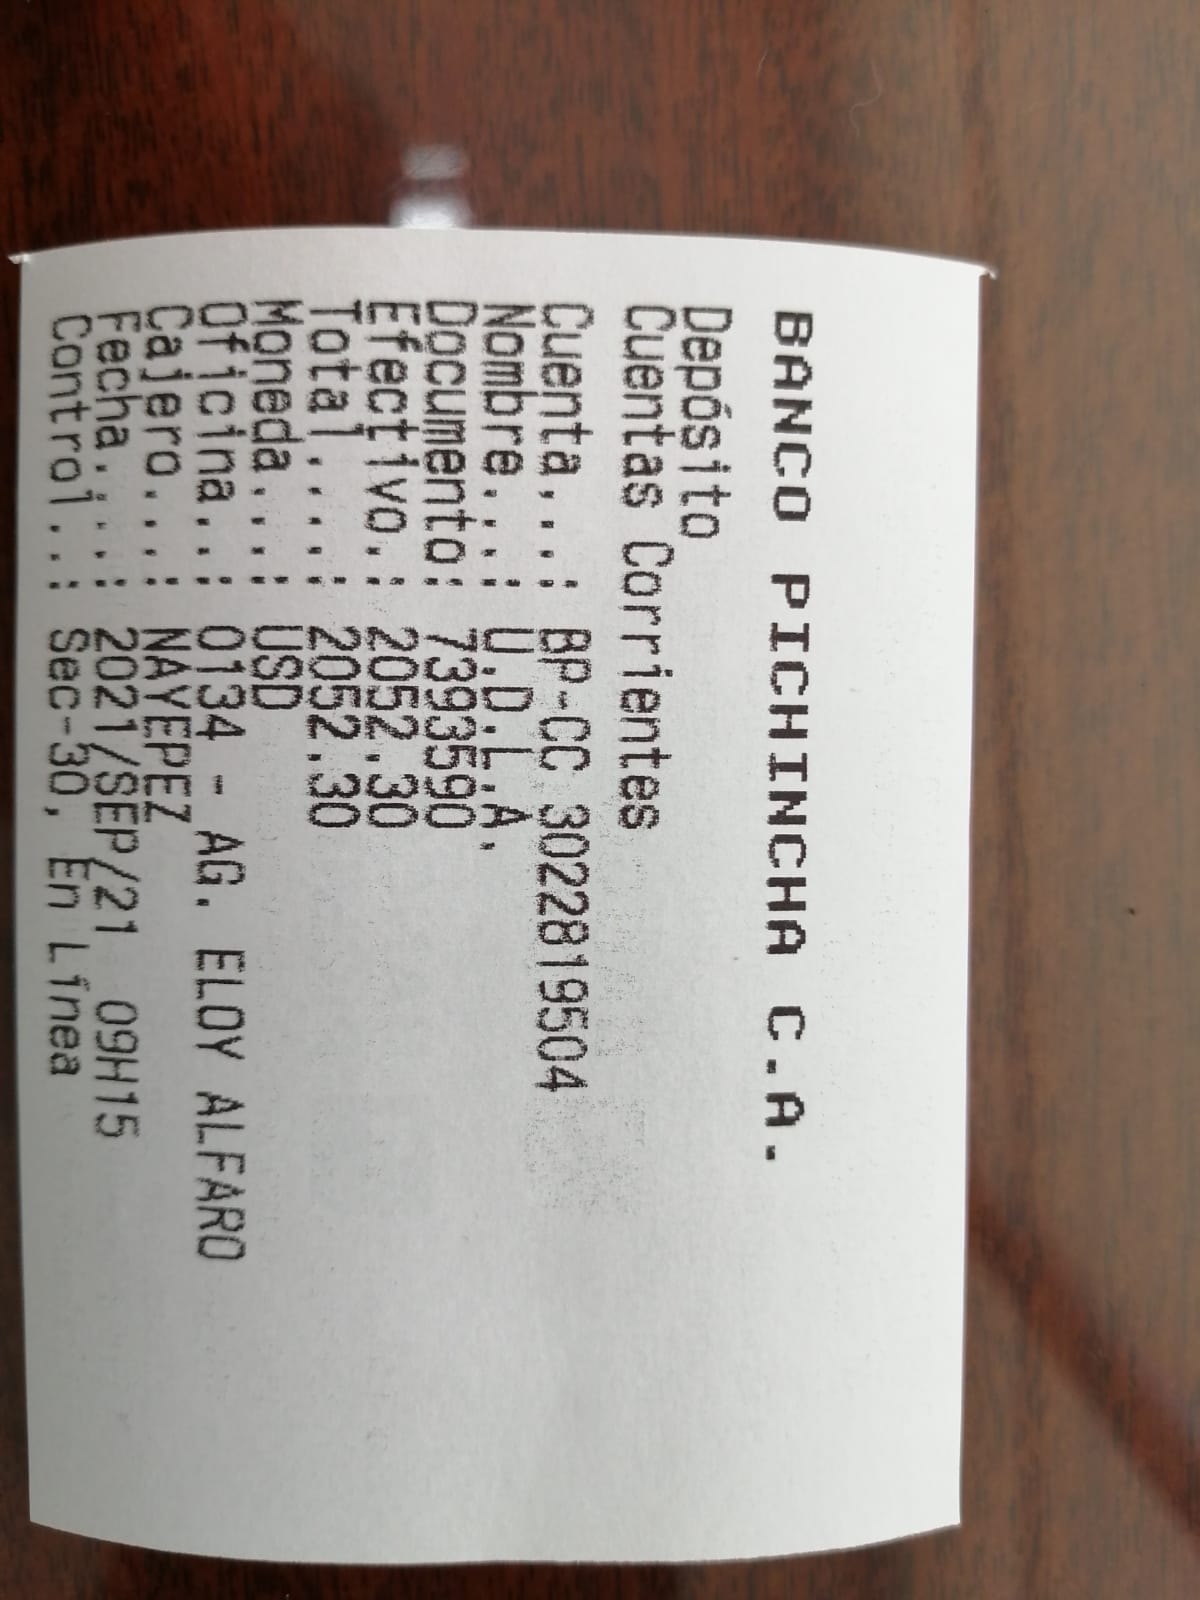 BANCO PICHINCHA C.A.
Depósito
Cuentas Corrientes
Cuenta...: BP-CC 3022819504
Nombre...: U.D.L.A.
Documento: 7393590
Efectivo.: 2052.30
Total....: 2052.30
Moneda...: USD
Oficina..: 0134 - AG. ELOY ALFARO
Cajero...: NAYEPEZ
Fecha....: 2021/SEP/21 09H15
Control..: Sec-30, En Línea